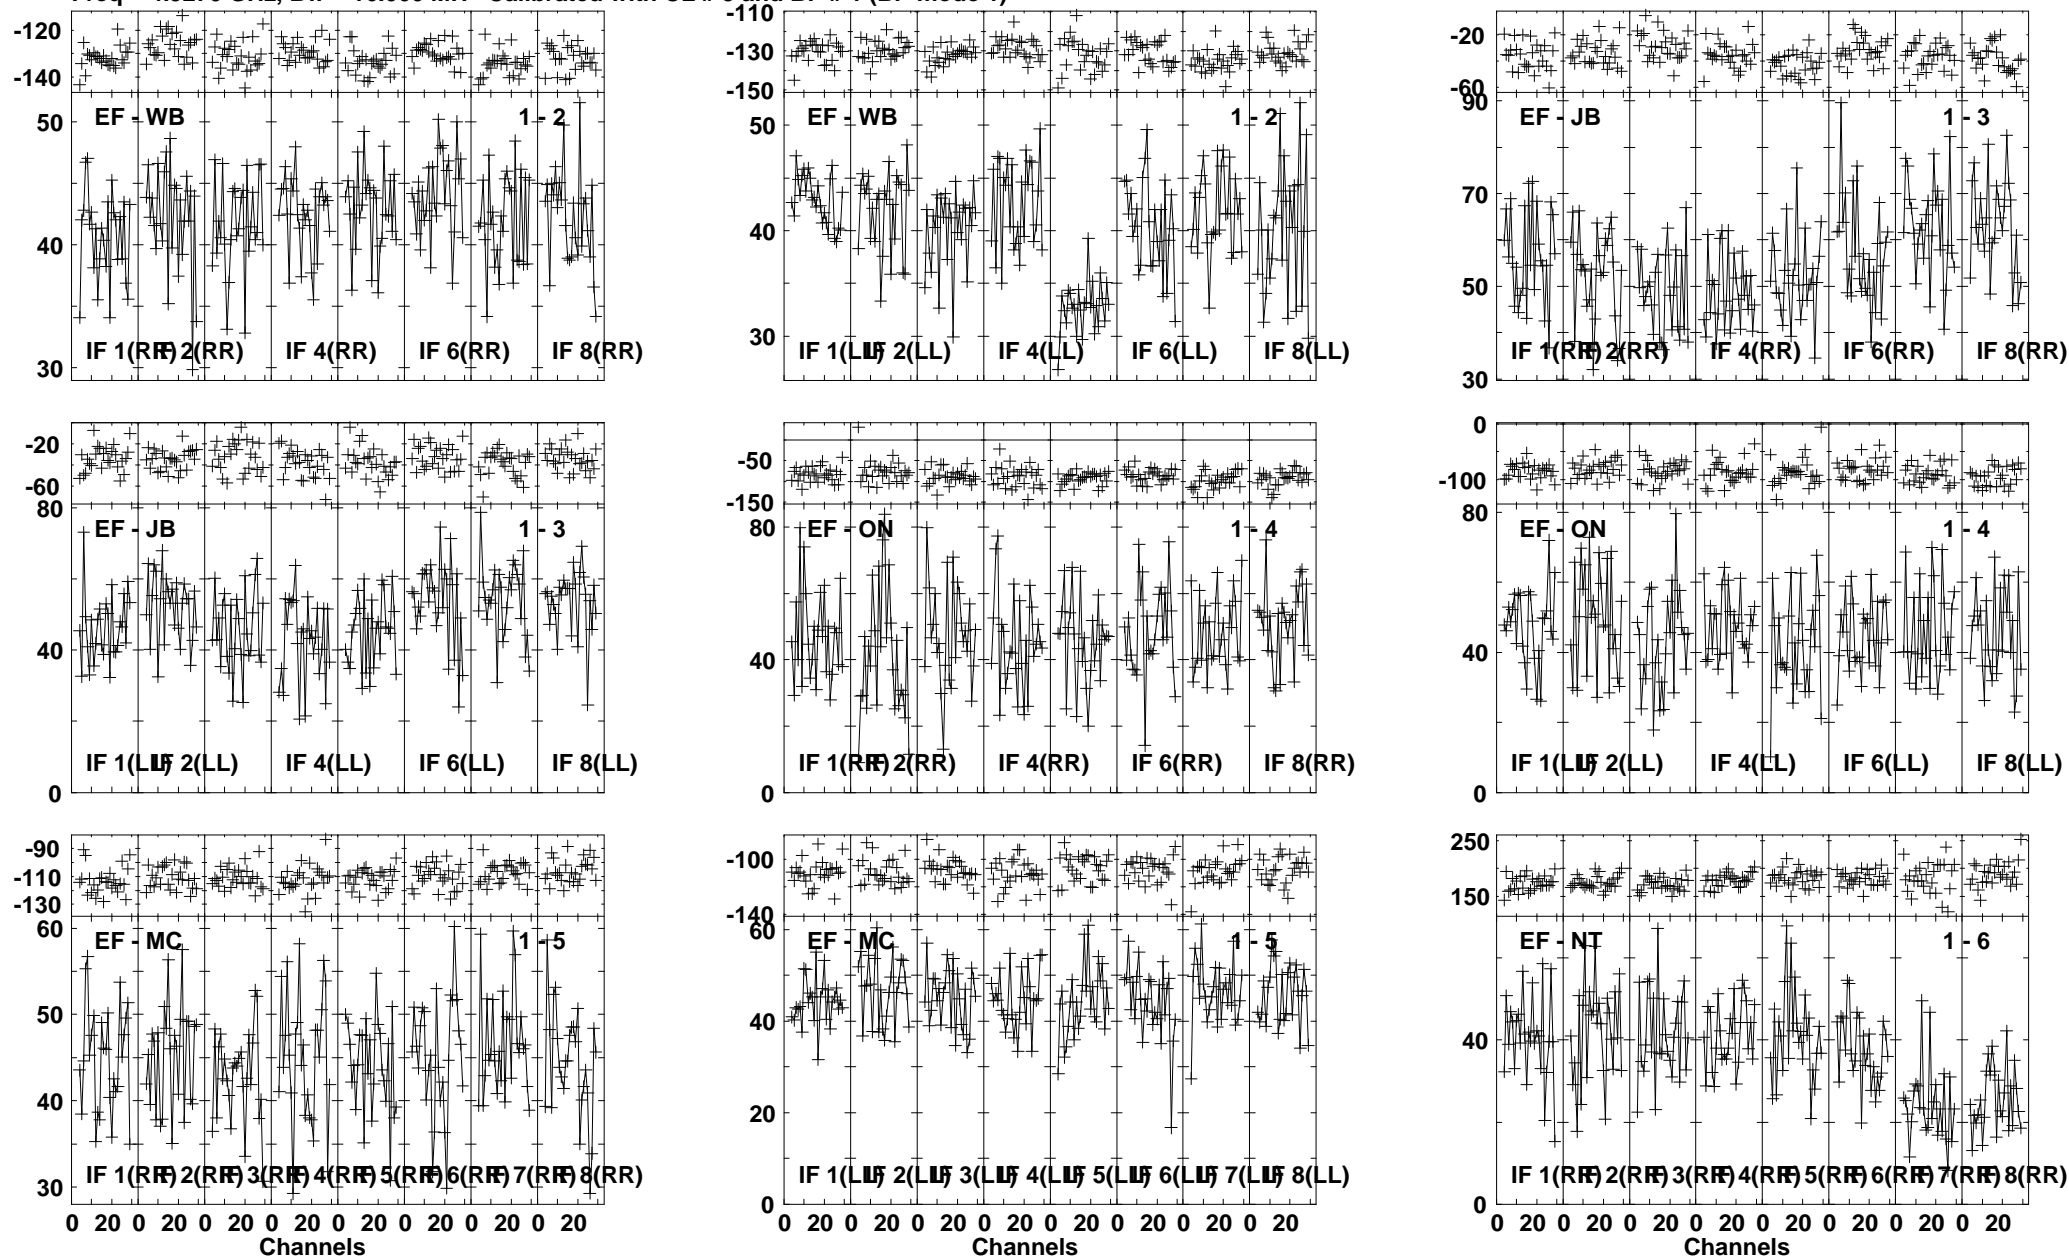 -120
-140
50
40
30
EF - WB
1 - 2
IF 1(RR)
IF 2(RR)
IF 4(RR)
IF 6(RR)
IF 8(RR)
-110
-130
-150
50
40
30
EF - WB
1 - 2
IF 1(LL)
IF 2(LL)
IF 4(LL)
IF 6(LL)
IF 8(LL)
-20
-60
90
70
50
30
EF - JB
1 - 3
IF 1(RR)
IF 2(RR)
IF 4(RR)
IF 6(RR)
IF 8(RR)
-20
-60
80
40
0
EF - JB
1 - 3
IF 1(LL)
IF 2(LL)
IF 4(LL)
IF 6(LL)
IF 8(LL)
-50
-150
80
40
0
EF - ON
1 - 4
IF 1(RR)
IF 2(RR)
IF 4(RR)
IF 6(RR)
IF 8(RR)
0
-100
80
40
0
EF - ON
1 - 4
IF 1(LL)
IF 2(LL)
IF 4(LL)
IF 6(LL)
IF 8(LL)
-90
-110
-130
60
50
40
30
EF - MC
1 - 5
IF 1(RR)
IF 2(RR)
IF 3(RR)
IF 4(RR)
IF 5(RR)
IF 6(RR)
IF 7(RR)
IF 8(RR)
0 20 0 20 0 20 0 20 0 20 0 20 0 20 0 20
Channels
-100
-140
60
40
20
0
EF - MC
1 - 5
IF 1(LL)
IF 2(LL)
IF 3(LL)
IF 4(LL)
IF 5(LL)
IF 6(LL)
IF 7(LL)
IF 8(LL)
0 20 0 20 0 20 0 20 0 20 0 20 0 20 0 20
Channels
250
150
40
0
EF - NT
1 - 6
IF 1(RR)
IF 2(RR)
IF 3(RR)
IF 4(RR)
IF 5(RR)
IF 6(RR)
IF 7(RR)
IF 8(RR)
0 20 0 20 0 20 0 20 0 20 0 20 0 20 0 20
Channels